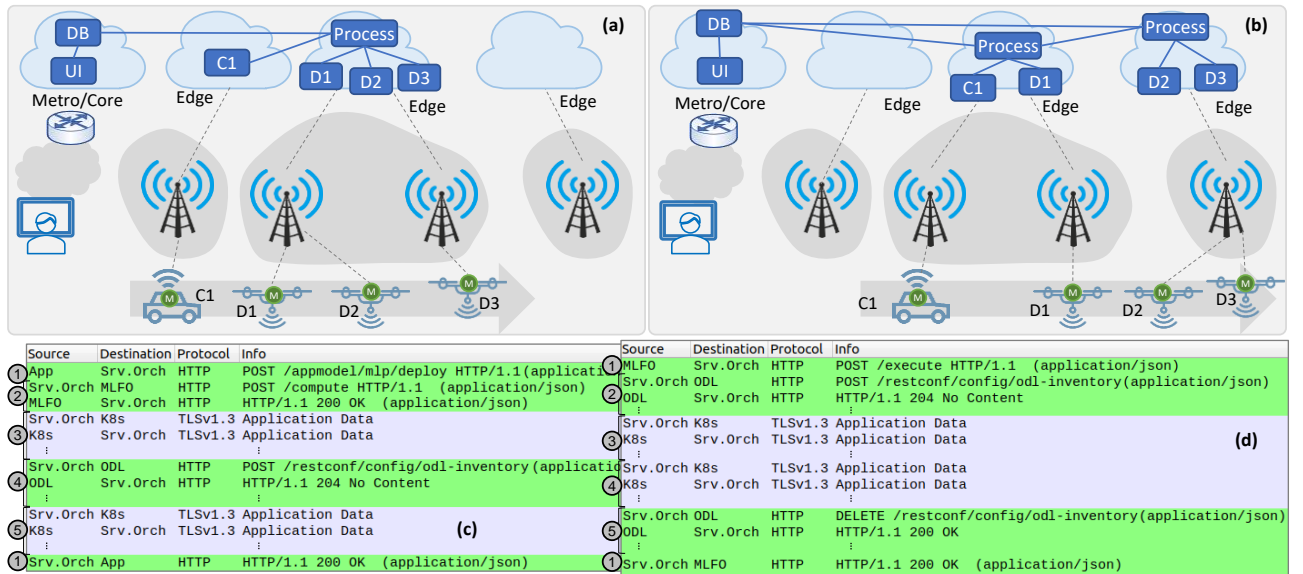 (a)
DB
Process
C1
D1
D2
D3
UI
Metro/Core
Edge
Edge
Edge
M
C1
M
D1
M
D2
M
D3
(b)
DB
Process
Process
UI
C1
D1
D2
D3
Metro/Core
Edge
Edge
Edge
C1
M
M
D1
M
D2
M
D3
Source Destination Protocol Info
1 App Srv.Orch HTTP POST /appmodel/mlp/deploy HTTP/1.1(applicati
Srv.Orch MLFO HTTP POST /compute HTTP/1.1 (application/json)
2 MLFO Srv.Orch HTTP HTTP/1.1 200 OK (application/json)
Srv.Orch K8s TLSv1.3 Application Data
3 K8s Srv.Orch TLSv1.3 Application Data
⋮ ⋮
Srv.Orch ODL HTTP POST /restconf/config/odl-inventory(applicatio
4 ODL Srv.Orch HTTP HTTP/1.1 204 No Content
⋮ ⋮
Srv.Orch K8s TLSv1.3 Application Data
5 K8s Srv.Orch TLSv1.3 Application Data
⋮ ⋮
(c)
1 Srv.Orch App HTTP HTTP/1.1 200 OK (application/json)
Source Destination Protocol Info
1 MLFO Srv.Orch HTTP POST /execute HTTP/1.1 (application/json)
Srv.Orch ODL HTTP POST /restconf/config/odl-inventory(application/json)
2 ODL Srv.Orch HTTP HTTP/1.1 204 No Content
⋮ ⋮
Srv.Orch K8s TLSv1.3 Application Data
3 K8s Srv.Orch TLSv1.3 Application Data
⋮ ⋮
(d)
Srv.Orch K8s TLSv1.3 Application Data
4 K8s Srv.Orch TLSv1.3 Application Data
⋮ ⋮
Srv.Orch ODL HTTP DELETE /restconf/config/odl-inventory(application/json)
5 ODL Srv.Orch HTTP HTTP/1.1 200 OK
⋮ ⋮
1 Srv.Orch MLFO HTTP HTTP/1.1 200 OK (application/json)